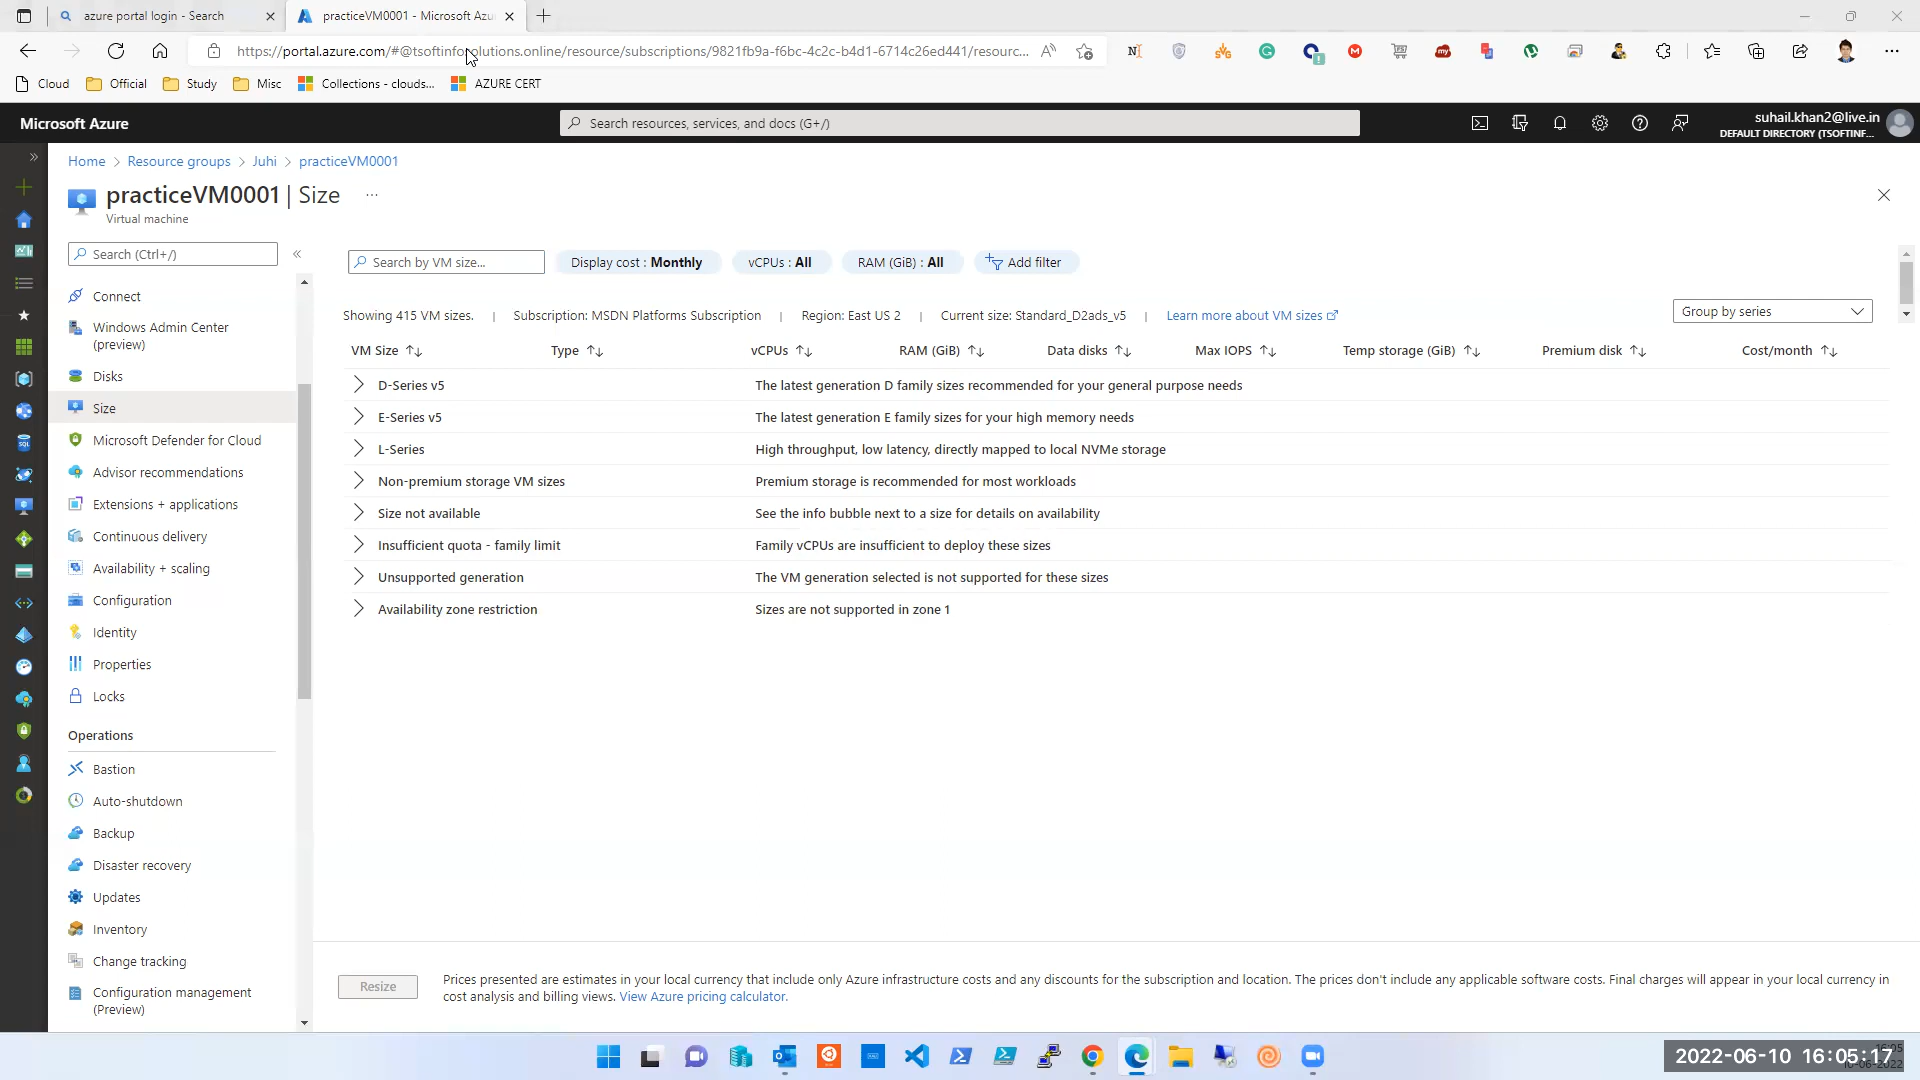 azure portal login - Search
practiceVM0001 - Microsoft Azu
https://portal.azure.com/#@tsoftinfosolutions.online/resource/subscriptions/9821fb9a-f6bc-4c2c-b4d1-6714c26ed441/resourc...
Cloud
Official
Study
Misc
Collections - clouds...
AZURE CERT
Microsoft Azure
Search resources, services, and docs (G+/)
suhail.khan2@live.in
DEFAULT DIRECTORY (TSOFTINF...
Home > Resource groups > Juhi > practiceVM0001
practiceVM0001 | Size ...
Virtual machine
Search (Ctrl+/)
Connect
Windows Admin Center
(preview)
Disks
Size
Microsoft Defender for Cloud
Advisor recommendations
Extensions + applications
Continuous delivery
Availability + scaling
Configuration
Identity
Properties
Locks
Operations
Bastion
Auto-shutdown
Backup
Disaster recovery
Updates
Inventory
Change tracking
Configuration management
(Preview)
Search by VM size...
Display cost : Monthly
vCPUs : All
RAM (GiB) : All
Add filter
Showing 415 VM sizes. | Subscription: MSDN Platforms Subscription | Region: East US 2 | Current size: Standard_D2ads_v5 | Learn more about VM sizes
Group by series
VM Size Type vCPUs RAM (GiB) Data disks Max IOPS Temp storage (GiB) Premium disk Cost/month
D-Series v5 The latest generation D family sizes recommended for your general purpose needs
E-Series v5 The latest generation E family sizes for your high memory needs
L-Series High throughput, low latency, directly mapped to local NVMe storage
Non-premium storage VM sizes Premium storage is recommended for most workloads
Size not available See the info bubble next to a size for details on availability
Insufficient quota - family limit Family vCPUs are insufficient to deploy these sizes
Unsupported generation The VM generation selected is not supported for these sizes
Availability zone restriction Sizes are not supported in zone 1
Resize
Prices presented are estimates in your local currency that include only Azure infrastructure costs and any discounts for the subscription and location. The prices don't include any applicable software costs. Final charges will appear in your local currency in
cost analysis and billing views. View Azure pricing calculator.
2022-06-10 16:05:17